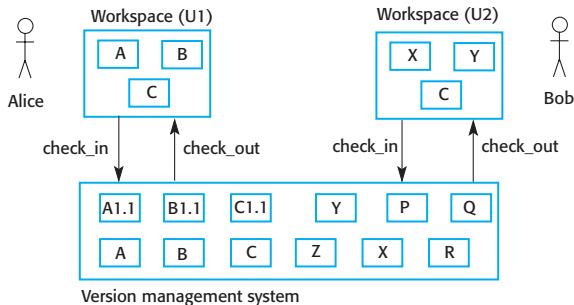 Workspace (U1)
Workspace (U2)
A B
X Y
C
C
Alice
Bob
check_in check_out
check_in check_out
A1.1 B1.1 C1.1 Y P Q
A B C Z X R
Version management system